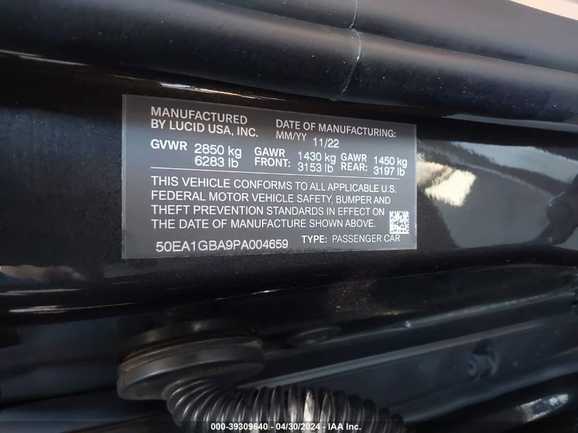 MANUFACTURED
BY LUCID USA, INC.
DATE OF MANUFACTURING:
MM/YY 11/22
GVWR 2850 kg
6283 lb
GAWR 1430 kg
FRONT: 3153 lb
GAWR 1450 kg
REAR: 3197 lb
THIS VEHICLE CONFORMS TO ALL APPLICABLE U.S.
FEDERAL MOTOR VEHICLE SAFETY, BUMPER AND
THEFT PREVENTION STANDARDS IN EFFECT ON
THE DATE OF MANUFACTURE SHOWN ABOVE.
50EA1GBA9PA004659
TYPE: PASSENGER CAR
000-39309640 - 04/30/2024 - IAA Inc.